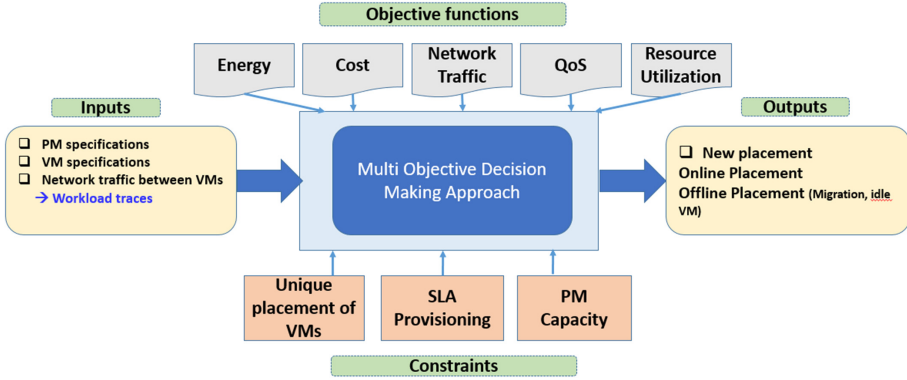 Objective functions
Energy
Cost
Network
Traffic
QoS
Resource
Utilization
Inputs
PM specifications
VM specifications
Network traffic between VMs
→ Workload traces
Multi Objective Decision
Making Approach
Outputs
New placement
Online Placement
Offline Placement (Migration, idle
VM)
Unique
placement of
VMs
SLA
Provisioning
PM
Capacity
Constraints